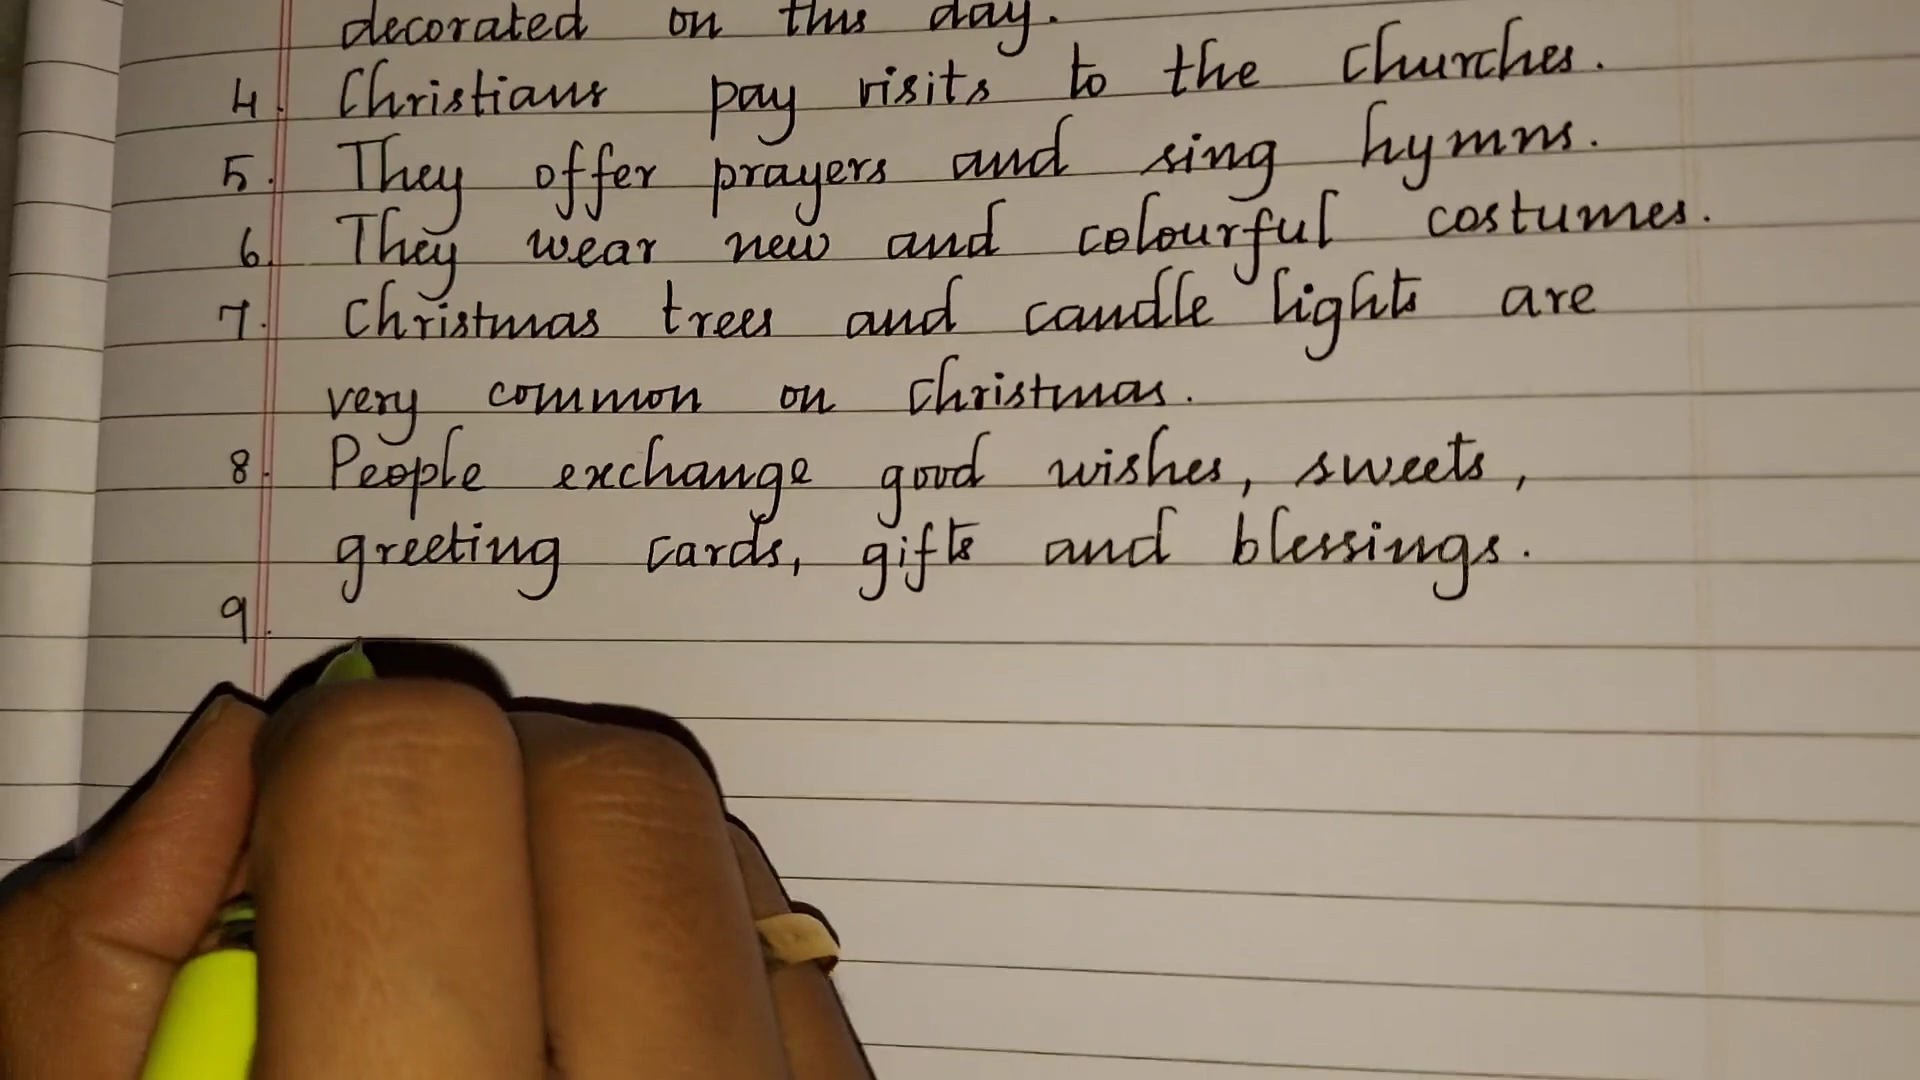 decorated on this day.
4. Christians pay visits to the Churches.
5. They offer prayers and sing hymns.
6. They wear new and colourful costumes.
7. Christmas trees and candle lights are
very common on Christmas.
8. People exchange good wishes, sweets,
greeting cards, gifts and blessings.
9.